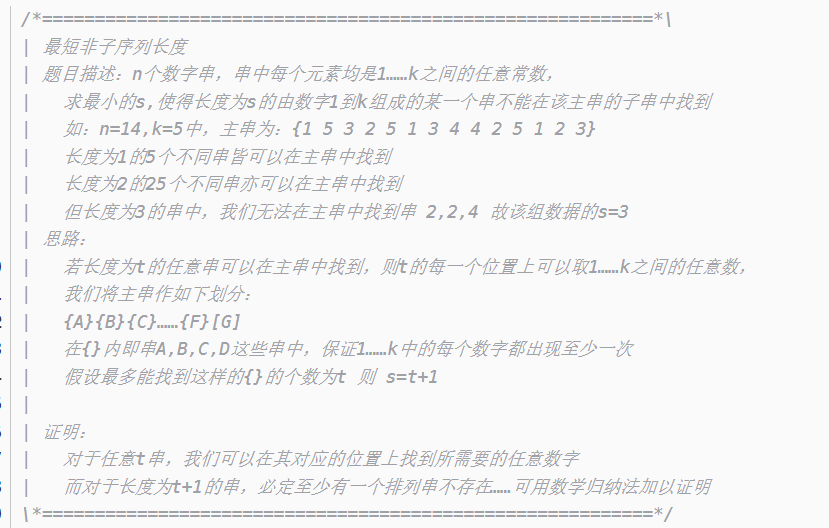 /*==========================================================*\
| 最短非子序列长度
| 题目描述：n个数字串，串中每个元素均是1……k之间的任意常数，
| 求最小的s,使得长度为s的由数字1到k组成的某一个串不能在该主串的子串中找到
| 如：n=14,k=5中，主串为：{1 5 3 2 5 1 3 4 4 2 5 1 2 3}
| 长度为1的5个不同串皆可以在主串中找到
| 长度为2的25个不同串亦可以在主串中找到
| 但长度为3的串中，我们无法在主串中找到串 2,2,4 故该组数据的s=3
| 思路：
| 若长度为t的任意串可以在主串中找到，则t的每一个位置上可以取1……k之间的任意数，
| 我们将主串作如下划分：
| {A}{B}{C}……{F}[G]
| 在{}内即串A,B,C,D这些串中，保证1……k中的每个数字都出现至少一次
| 假设最多能找到这样的{}的个数为t 则 s=t+1
|
| 证明：
| 对于任意t串，我们可以在其对应的位置上找到所需要的任意数字
| 而对于长度为t+1的串，必定至少有一个排列串不存在……可用数学归纳法加以证明
\*==========================================================*/